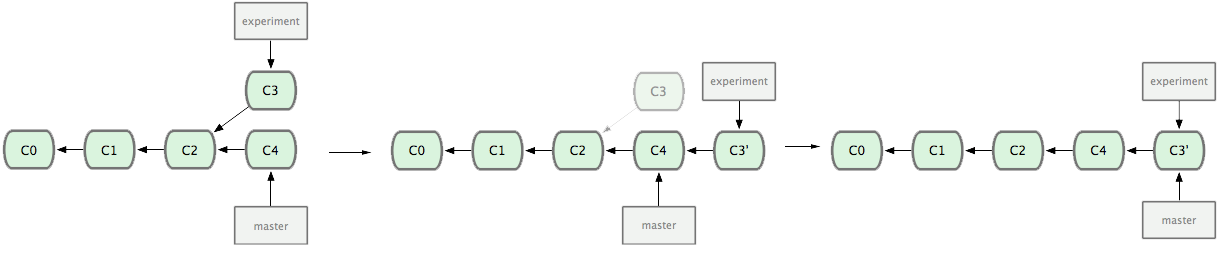 experiment
C3
C0 C1 C2 C4
master
experiment
C3
C0 C1 C2 C4 C3'
master
experiment
C0 C1 C2 C4 C3'
master